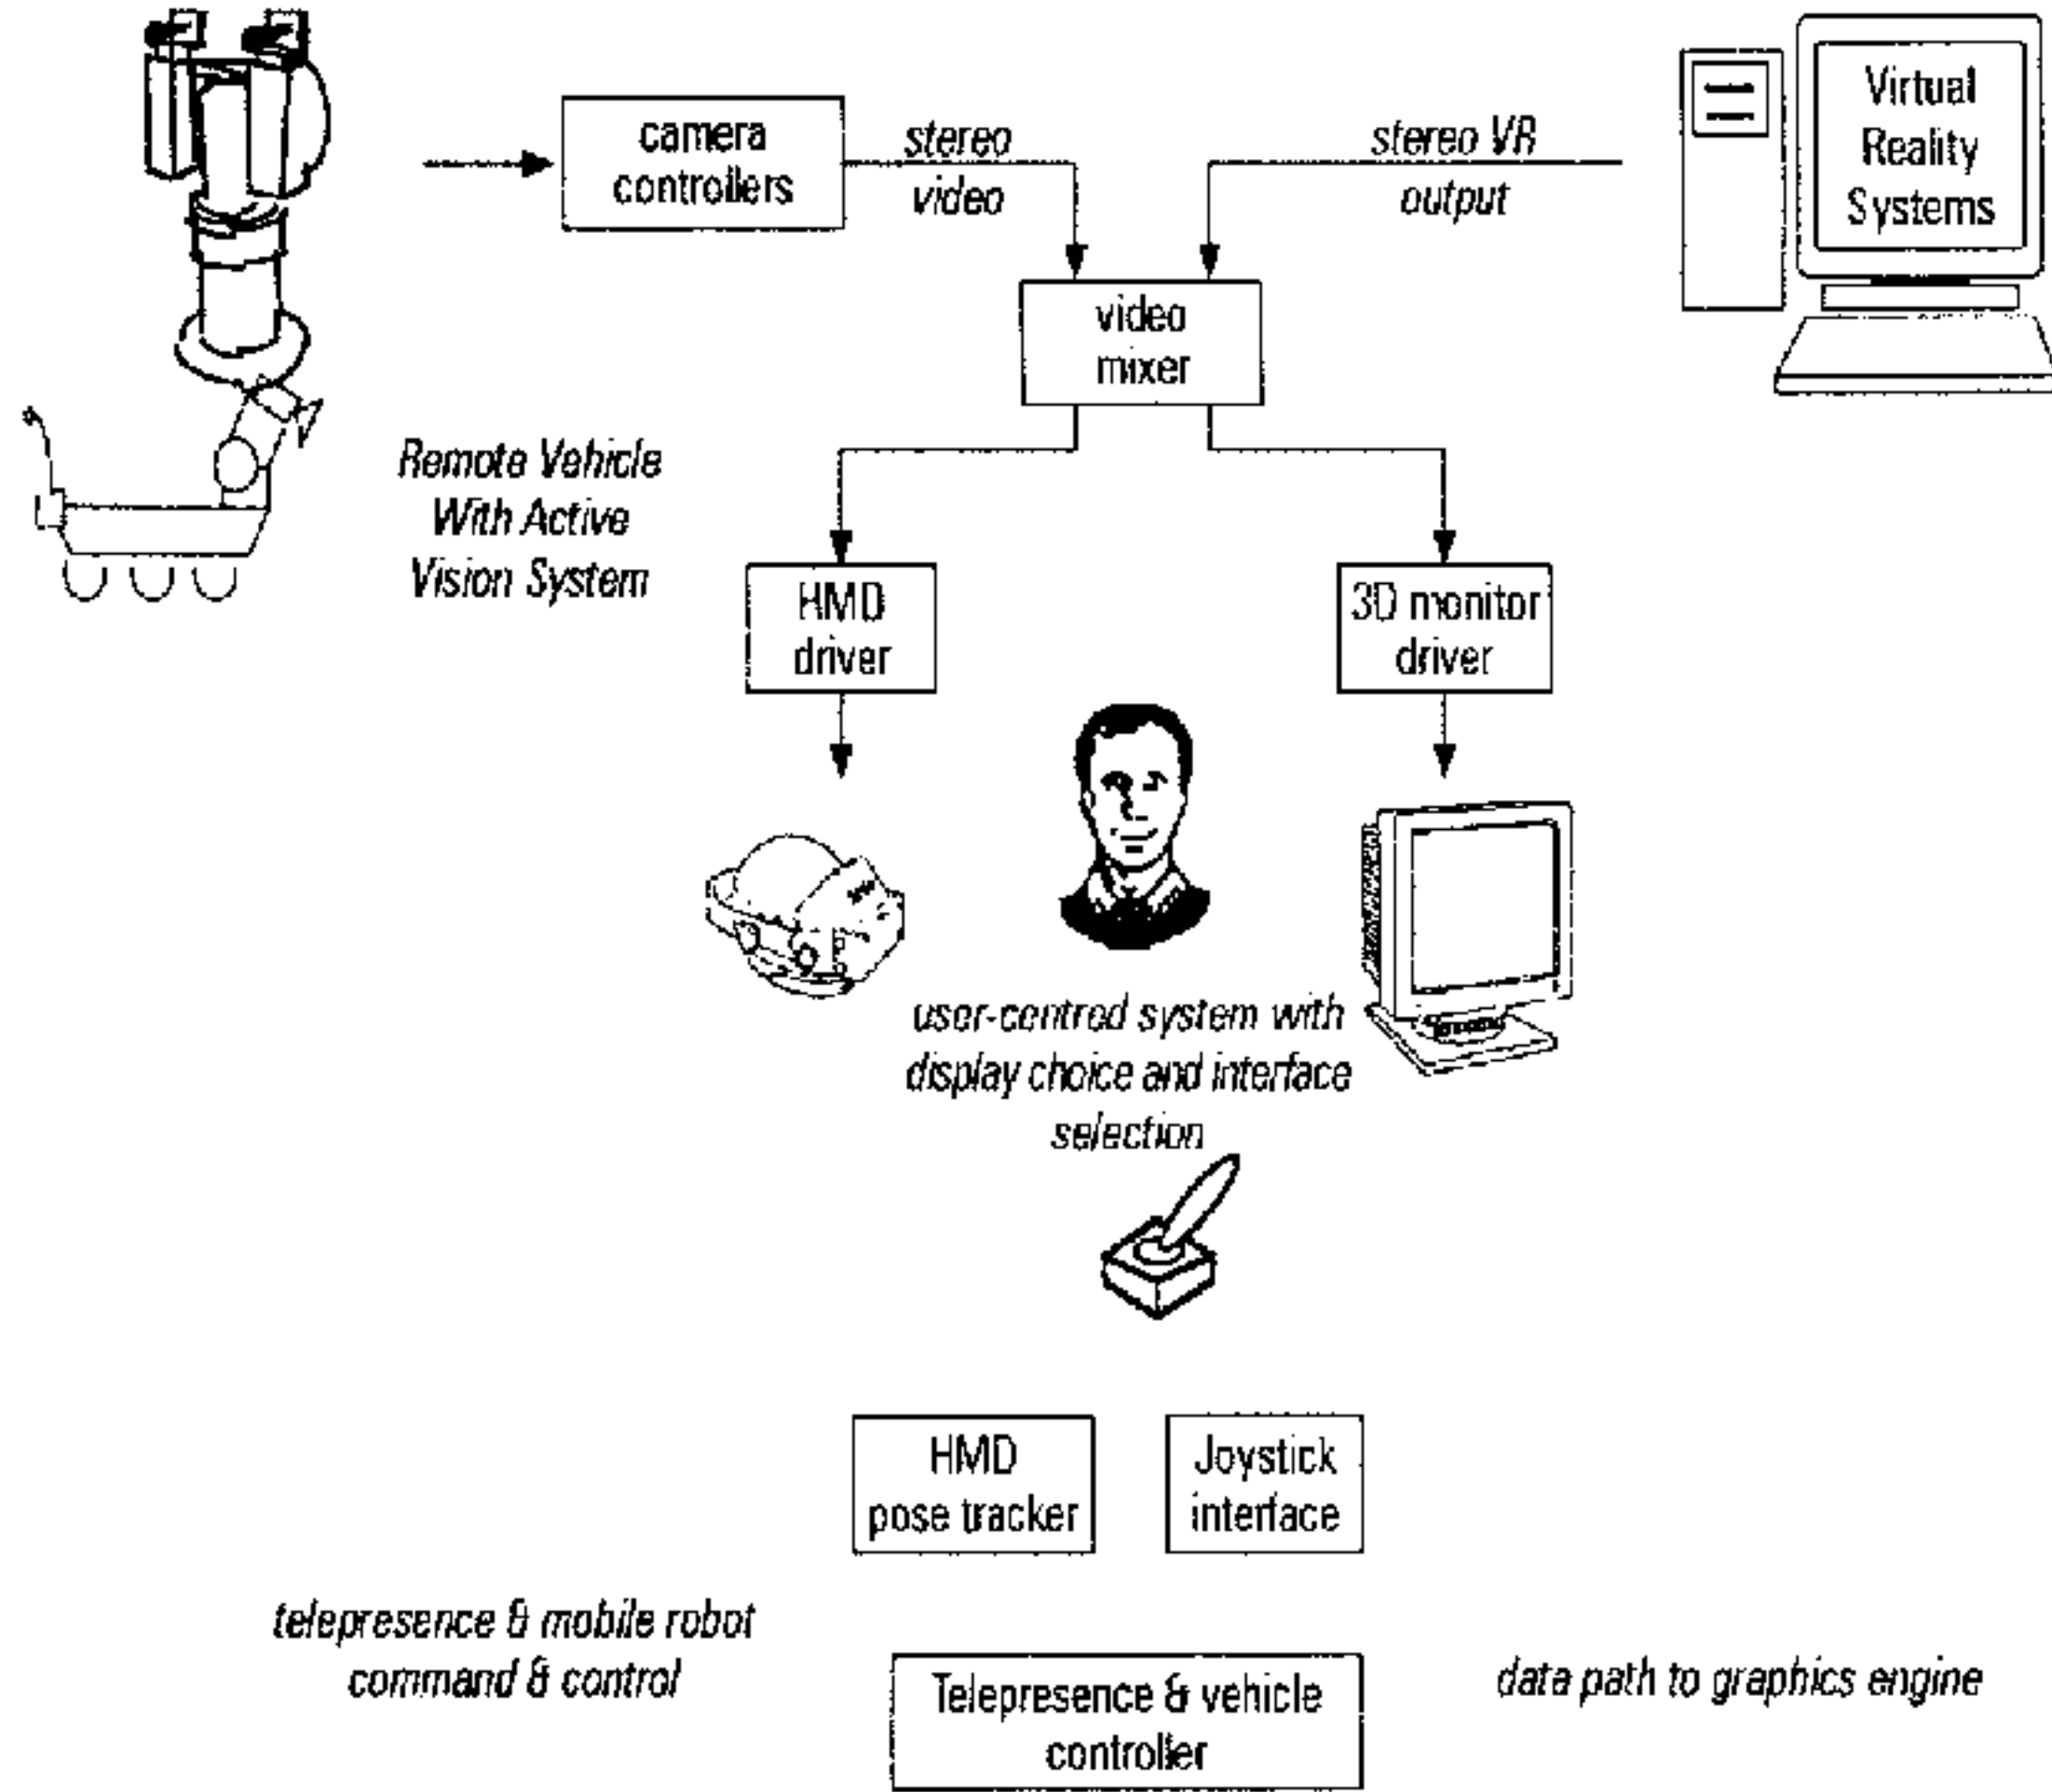 camera
controllers
stereo
video
stereo VR
output
Virtual
Reality
Systems
video
mixer
Remote Vehicle
With Active
Vision System
HMD
driver
3D monitor
driver
user-centred system with
display choice and interface
selection
HMD
pose tracker
Joystick
interface
telepresence & mobile robot
command & control
Telepresence & vehicle
controller
data path to graphics engine